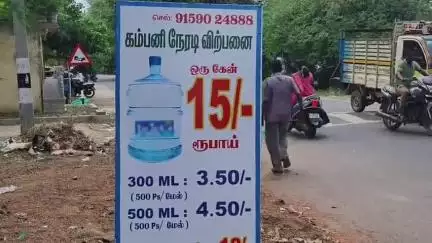 செல்: 91590 24888
கம்பனி நேரடி விற்பனை
ஒரு கேன்
15/-
ரூபாய்
300 ML : 3.50/-
(500 Ps/ மேல்)
500 ML : 4.50/-
(500 Ps/ மேல்)